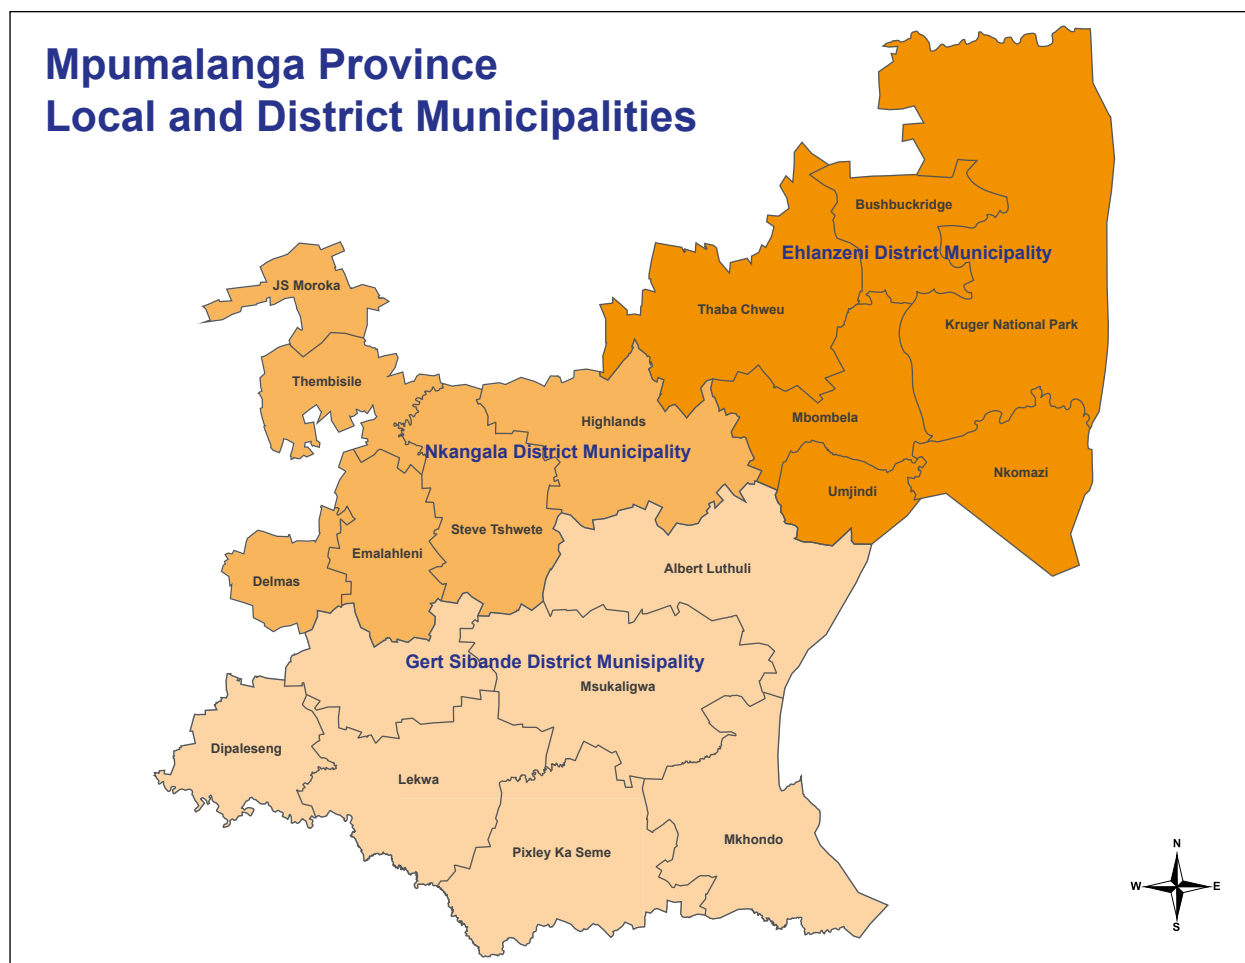 Mpumalanga Province
Local and District Municipalities
Bushbuckridge
Ehlanzeni District Municipality
JS Moroka
Thaba Chweu
Kruger National Park
Thembisile
Highlands
Mbombela
Nkangala District Municipality
Nkomazi
Umjindi
Steve Tshwete
Emalahleni
Albert Luthuli
Delmas
Gert Sibande District Munisipality
Msukaligwa
Dipaleseng
Lekwa
Mkhondo
Pixley Ka Seme
N
W
E
S